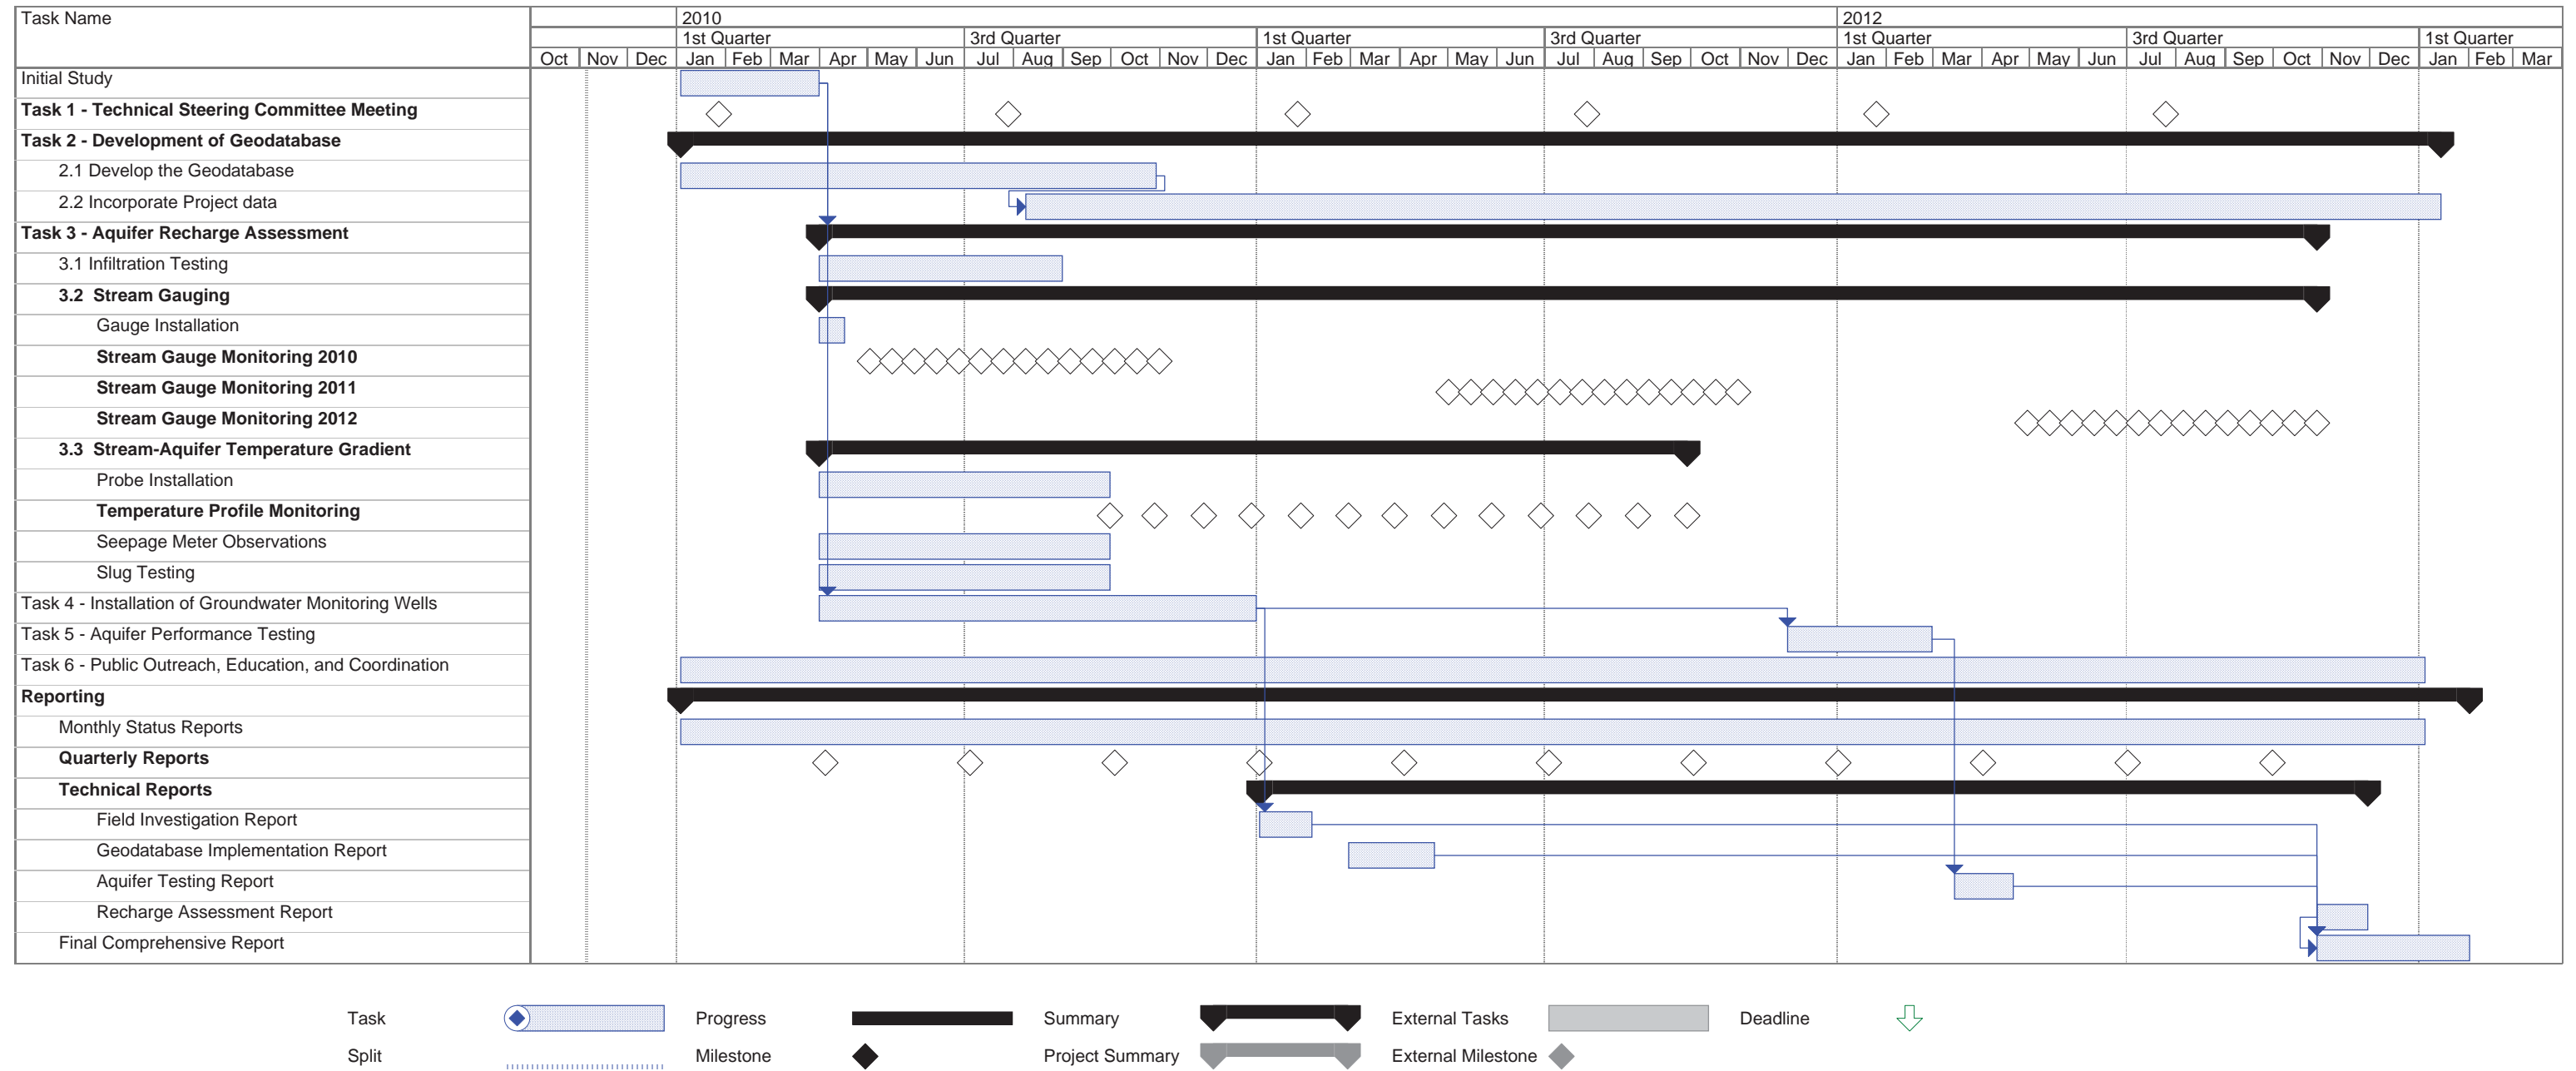 Task Name
2010 2012
1st Quarter 3rd Quarter 1st Quarter 3rd Quarter 1st Quarter 3rd Quarter 1st Quarter
Oct Nov Dec Jan Feb Mar Apr May Jun Jul Aug Sep Oct Nov Dec Jan Feb Mar Apr May Jun Jul Aug Sep Oct Nov Dec Jan Feb Mar Apr May Jun Jul Aug Sep Oct Nov Dec Jan Feb Mar
Initial Study
Task 1 - Technical Steering Committee Meeting
Task 2 - Development of Geodatabase
2.1 Develop the Geodatabase
2.2 Incorporate Project data
Task 3 - Aquifer Recharge Assessment
3.1 Infiltration Testing
3.2 Stream Gauging
Gauge Installation
Stream Gauge Monitoring 2010
Stream Gauge Monitoring 2011
Stream Gauge Monitoring 2012
3.3 Stream-Aquifer Temperature Gradient
Probe Installation
Temperature Profile Monitoring
Seepage Meter Observations
Slug Testing
Task 4 - Installation of Groundwater Monitoring Wells
Task 5 - Aquifer Performance Testing
Task 6 - Public Outreach, Education, and Coordination
Reporting
Monthly Status Reports
Quarterly Reports
Technical Reports
Field Investigation Report
Geodatabase Implementation Report
Aquifer Testing Report
Recharge Assessment Report
Final Comprehensive Report
Task Progress Summary External Tasks Deadline
Split Milestone Project Summary External Milestone